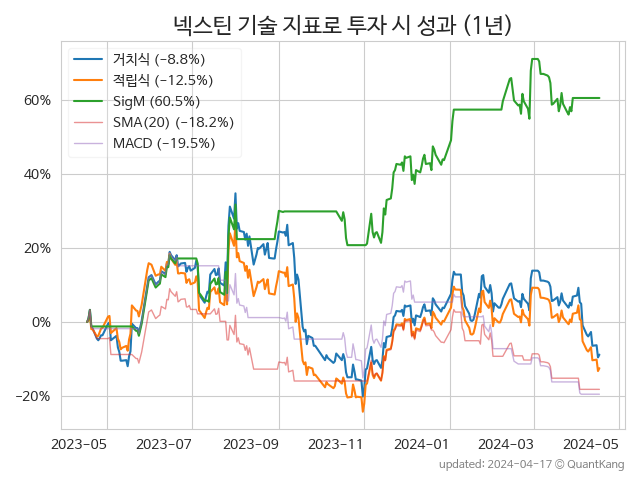 넥스틴 기술 지표로 투자 시 성과 (1년)
거치식 (−8.8%)
적립식 (−12.5%)
SigM (60.5%)
SMA(20) (−18.2%)
MACD (−19.5%)
60%
40%
20%
0%
−20%
2023-05 2023-07 2023-09 2023-11 2024-01 2024-03 2024-05
updated: 2024-04-17 © QuantKang